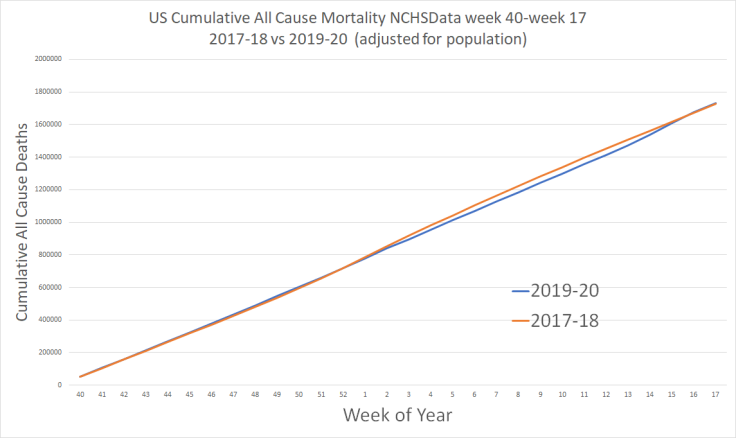 US Cumulative All Cause Mortality NCHSData week 40-week 17
2017-18 vs 2019-20 (adjusted for population)
2000000
1800000
1600000
1400000
1200000
1000000
800000
600000
400000
200000
0
Cumulative All Cause Deaths
2019-20
2017-18
40 41 42 43 44 45 46 47 48 49 50 51 52 1 2 3 4 5 6 7 8 9 10 11 12 13 14 15 16 17
Week of Year